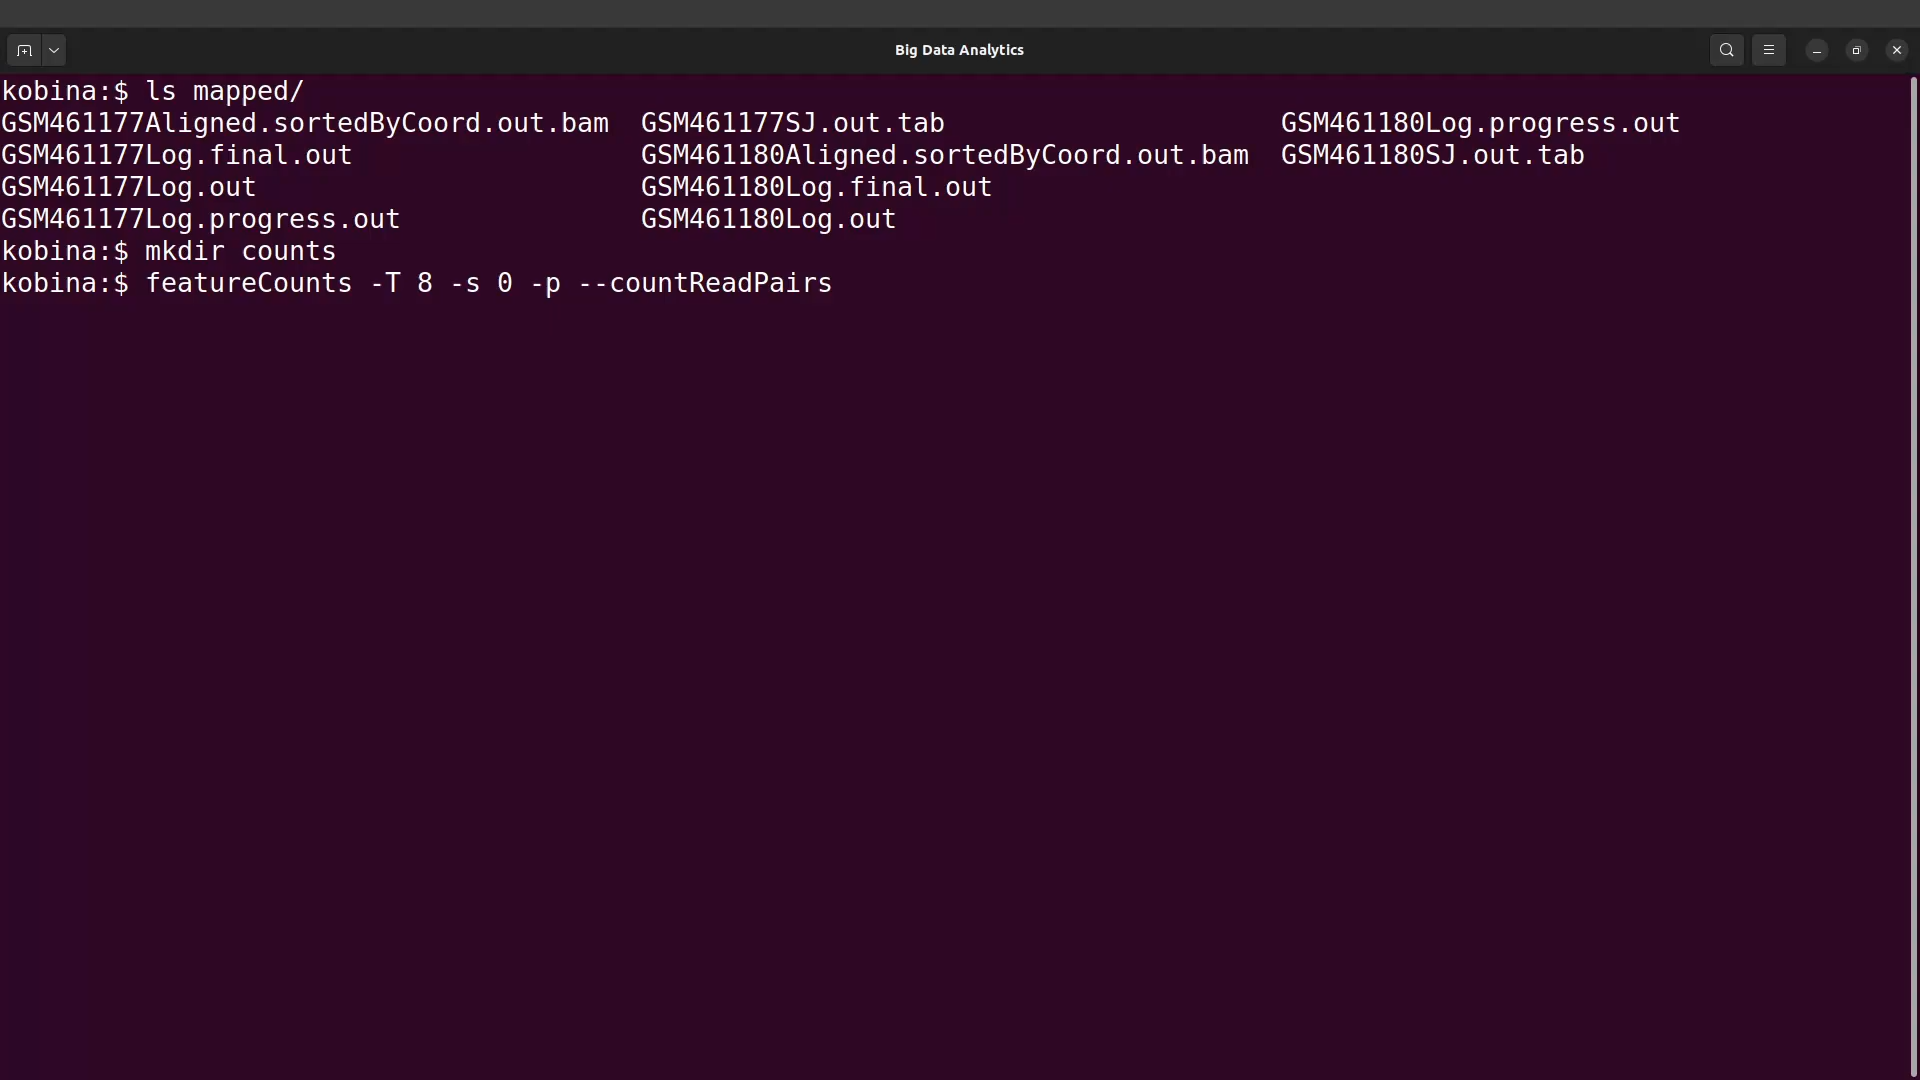 Big Data Analytics
kobina:$ ls mapped/
GSM461177Aligned.sortedByCoord.out.bam  GSM461177SJ.out.tab                     GSM461180Log.progress.out
GSM461177Log.final.out                  GSM461180Aligned.sortedByCoord.out.bam  GSM461180SJ.out.tab
GSM461177Log.out                        GSM461180Log.final.out
GSM461177Log.progress.out               GSM461180Log.out
kobina:$ mkdir counts
kobina:$ featureCounts -T 8 -s 0 -p --countReadPairs